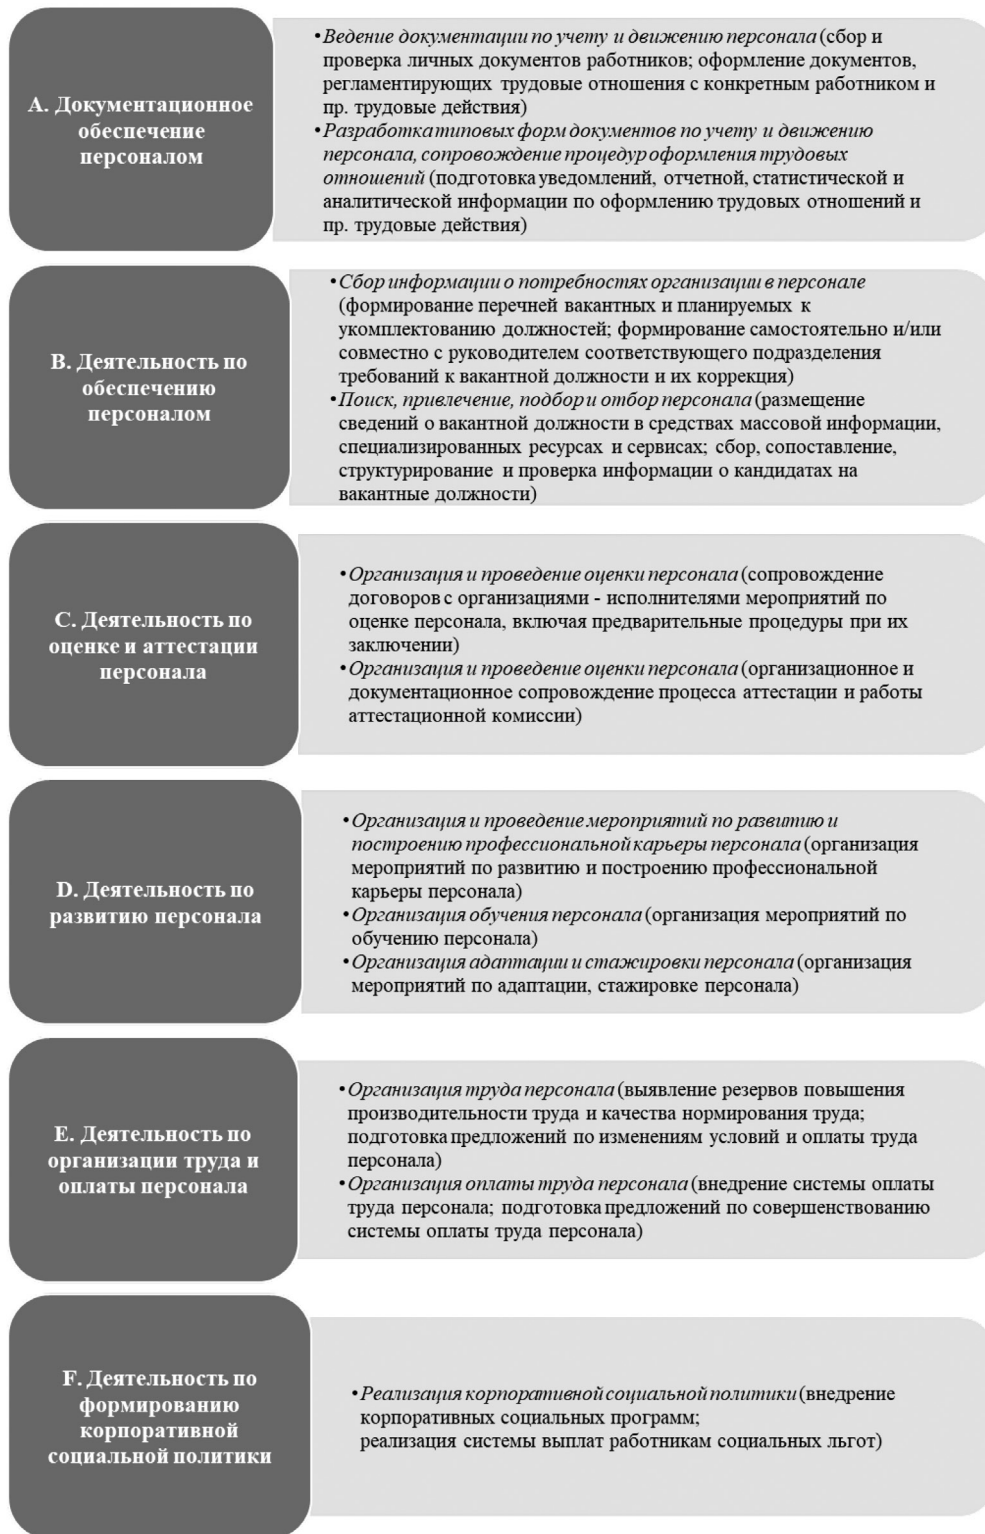 А. Документационное
обеспечение
персоналом
•Ведение документации по учету и движению персонала (сбор и
проверка личных документов работников; оформление документов,
регламентирующих трудовые отношения с конкретным работником и
пр. трудовые действия)
•Разработка типовых форм документов по учету и движению
персонала, сопровождение процедур оформления трудовых
отношений (подготовка уведомлений, отчетной, статистической и
аналитической информации по оформлению трудовых отношений и
пр. трудовые действия)
В. Деятельность по
обеспечению
персоналом
•Сбор информации о потребностях организации в персонале
(формирование перечней вакантных и планируемых к
укомплектованию должностей; формирование самостоятельно и/или
совместно с руководителем соответствующего подразделения
требований к вакантной должности и их коррекция)
•Поиск, привлечение, подбор и отбор персонала (размещение
сведений о вакантной должности в средствах массовой информации,
специализированных ресурсах и сервисах; сбор, сопоставление,
структурирование и проверка информации о кандидатах на
вакантные должности)
С. Деятельность по
оценке и аттестации
персонала
•Организация и проведение оценки персонала (сопровождение
договоров с организациями - исполнителями мероприятий по
оценке персонала, включая предварительные процедуры при их
заключении)
•Организация и проведение оценки персонала (организационное и
документационное сопровождение процесса аттестации и работы
аттестационной комиссии)
D. Деятельность по
развитию персонала
•Организация и проведение мероприятий по развитию и
построению профессиональной карьеры персонала (организация
мероприятий по развитию и построению профессиональной
карьеры персонала)
•Организация обучения персонала (организация мероприятий по
обучению персонала)
•Организация адаптации и стажировки персонала (организация
мероприятий по адаптации, стажировке персонала)
Е. Деятельность по
организации труда и
оплаты персонала
•Организация труда персонала (выявление резервов повышения
производительности труда и качества нормирования труда;
подготовка предложений по изменениям условий и оплаты труда
персонала)
•Организация оплаты труда персонала (внедрение системы оплаты
труда персонала; подготовка предложений по совершенствованию
системы оплаты труда персонала)
F. Деятельность по
формированию
корпоративной
социальной политики
•Реализация корпоративной социальной политики (внедрение
корпоративных социальных программ;
реализация системы выплат работникам социальных льгот)